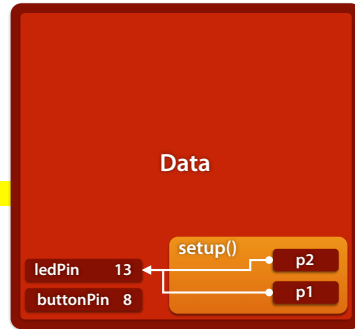 Data
setup()
ledPin 13
p2
buttonPin 8
p1